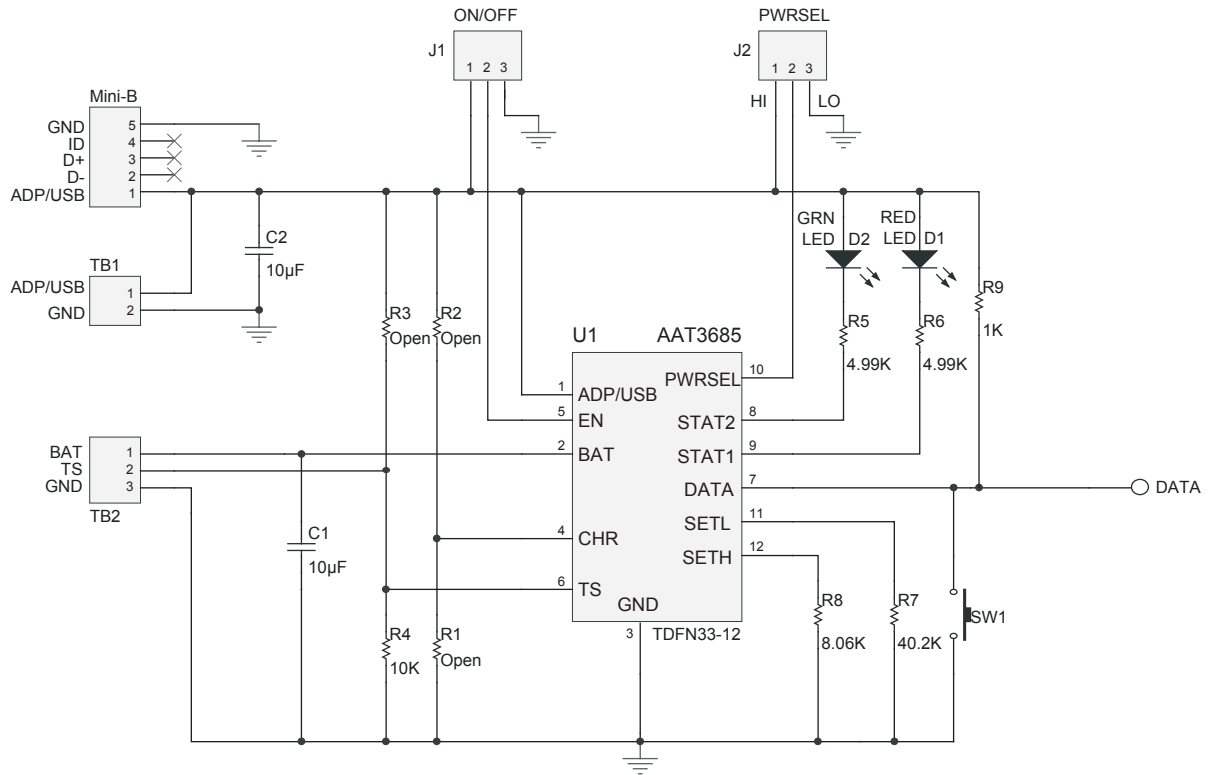 ON/OFF
PWRSEL
J1
1 2 3
J2
1 2 3
HI
LO
Mini-B
GND 5
ID 4
D+ 3
D- 2
ADP/USB 1
C2
10µF
TB1
ADP/USB 1
GND 2
GRN
LED D2
RED
LED D1
R9
1K
R3
Open
R2
Open
R5
4.99K
R6
4.99K
U1
AAT3685
10
PWRSEL
1
ADP/USB
5
EN
8
STAT2
2
BAT
9
STAT1
7
DATA
DATA
11
SETL
4
CHR
12
SETH
6
TS
GND
3
TDFN33-12
BAT 1
TS 2
GND 3
TB2
C1
10µF
R4
10K
R1
Open
R8
8.06K
R7
40.2K
SW1